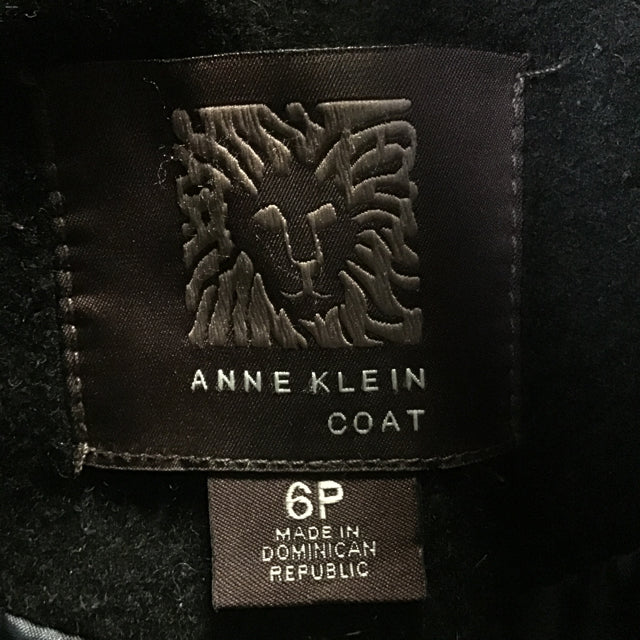 ANNE KLEIN
COAT
6P
MADE IN
DOMINICAN
REPUBLIC